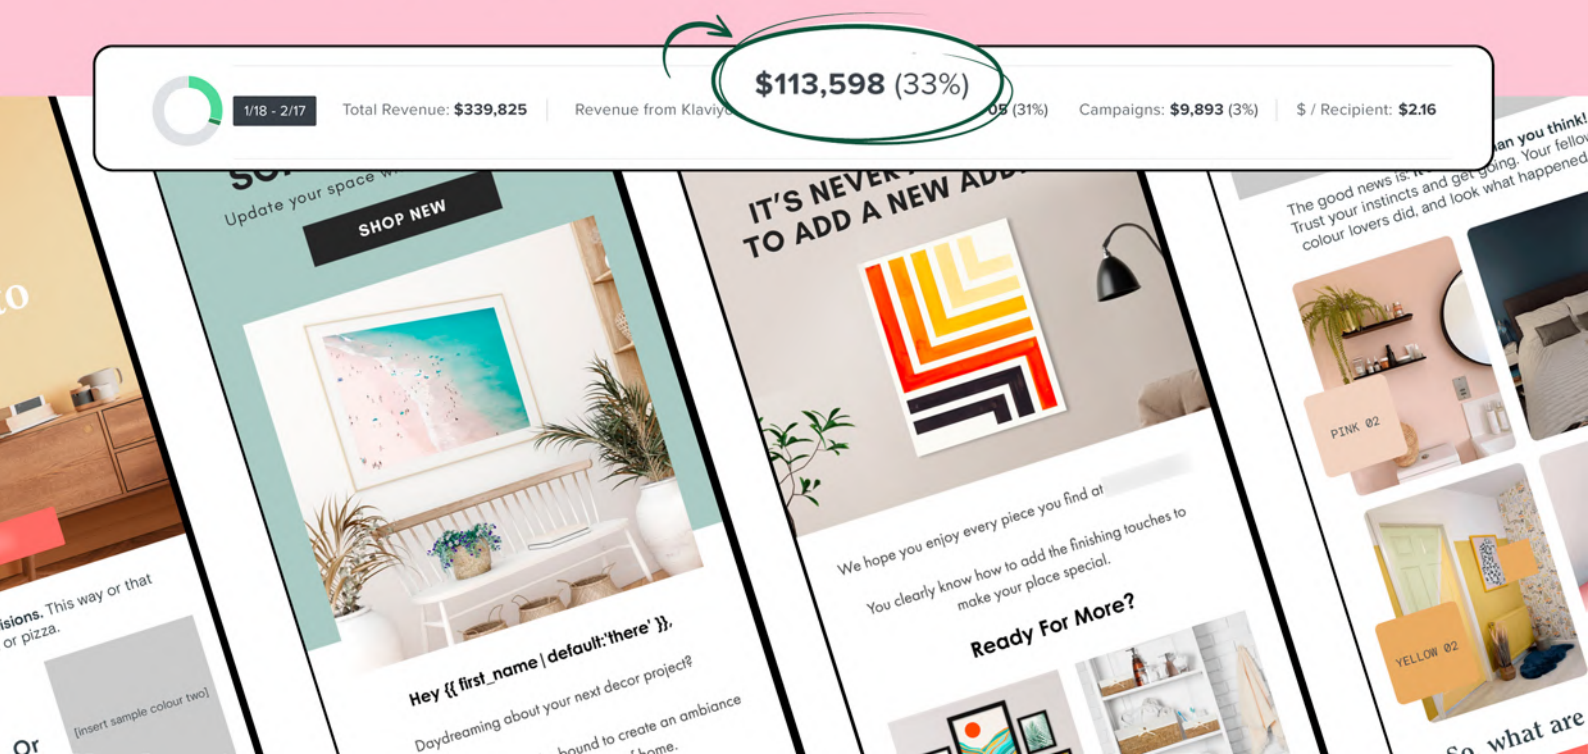 $113,598 (33%)
1/18 - 2/17
Total Revenue: $339,825
Revenue from
05 (31%)
Campaigns: $9,893 (3%)
$ / Recipient: $2.16
to
This way or that
or pizza.
[insert sample colour two]
Or
Update your space
SHOP NEW
Hey {{ first_name|default:'there' }},
Daydreaming about your next decor project?
bound to create an ambiance
home.
IT'S NEVER
TO ADD A NEW
We hope you enjoy every piece you find at
You clearly know how to add the finishing touches to
make your place special.
Ready For More?
than you think!
The good news is:
going. Your fellow
Trust your instincts and get
colour lovers did, and look what happened
PINK 02
YELLOW 02
So, what are